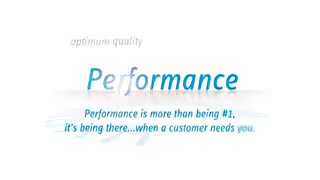 optimum quality
Performance
Performance is more than being #1,
it's being there...when a customer needs you.